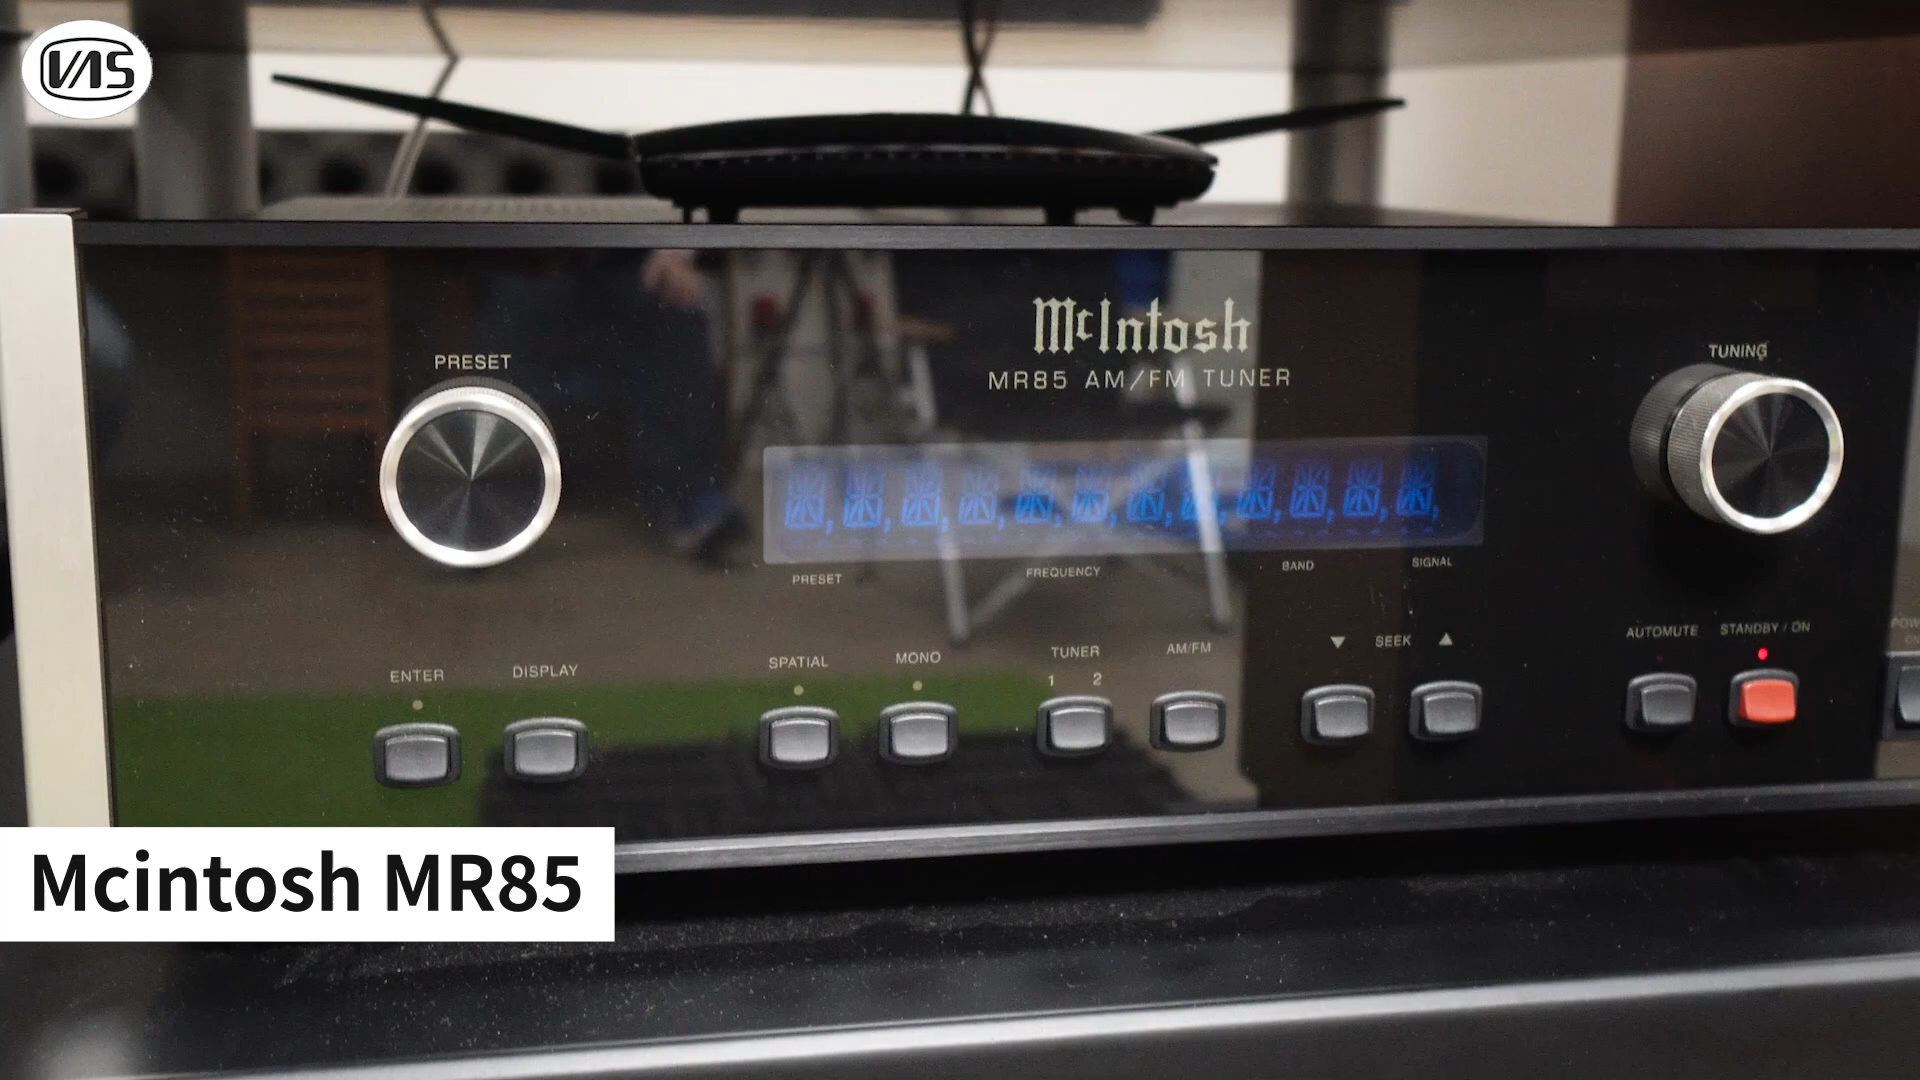 VAS
McIntosh
MR85 AM/FM TUNER
PRESET
TUNING
PRESET
FREQUENCY
BAND
SIGNAL
ENTER
DISPLAY
SPATIAL
MONO
TUNER
1 2
AM/FM
▼ SEEK ▲
AUTOMUTE
STANDBY / ON
Mcintosh MR85